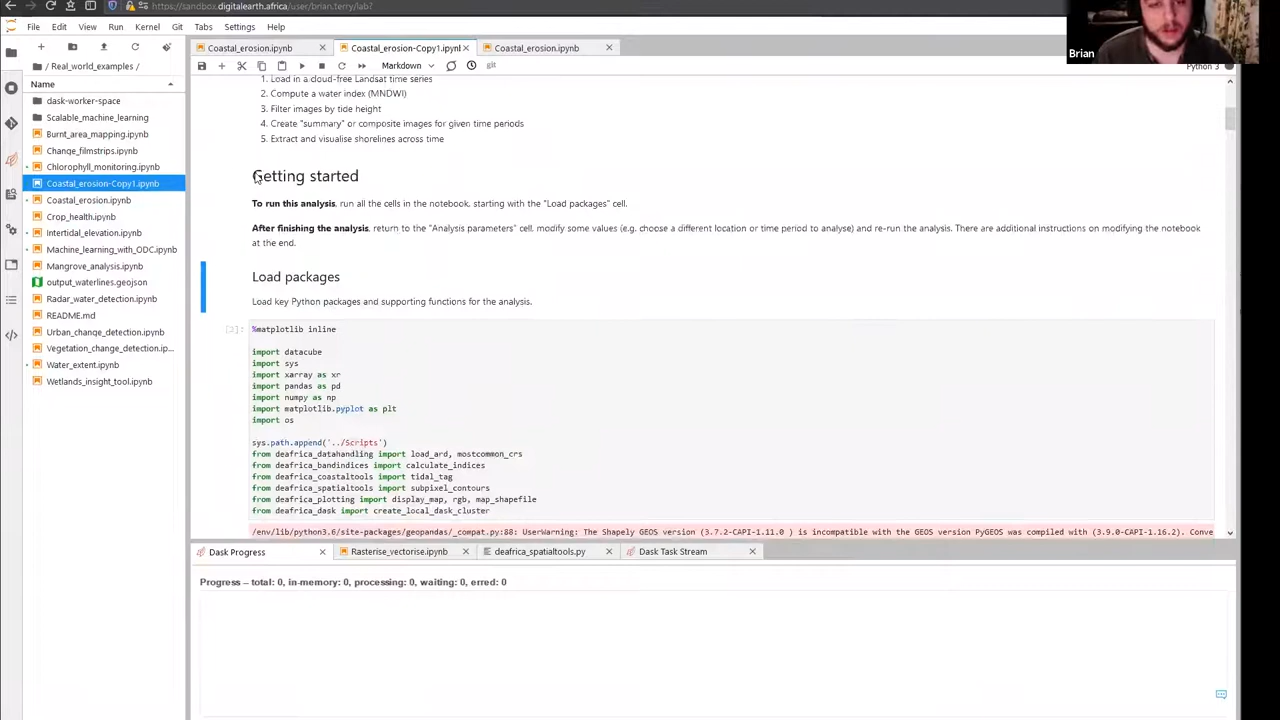 https://sandbox.digitalearth.africa/user/brian.terry/lab?
File Edit View Run Kernel Git Tabs Settings Help
Coastal_erosion.ipynb
Coastal_erosion-Copy1.ipynb
Coastal_erosion.ipynb
Brian
/ Real_world_examples /
Markdown
git
Python 3
Name
dask-worker-space
Scalable_machine_learning
Burnt_area_mapping.ipynb
Change_filmstrips.ipynb
Chlorophyll_monitoring.ipynb
Coastal_erosion-Copy1.ipynb
Coastal_erosion.ipynb
Crop_health.ipynb
Intertidal_elevation.ipynb
Machine_learning_with_ODC.ipynb
Mangrove_analysis.ipynb
output_waterlines.geojson
Radar_water_detection.ipynb
README.md
Urban_change_detection.ipynb
Vegetation_change_detection.ip...
Water_extent.ipynb
Wetlands_insight_tool.ipynb
1. Load in a cloud-free Landsat time series
2. Compute a water index (MNDWI)
3. Filter images by tide height
4. Create "summary" or composite images for given time periods
5. Extract and visualise shorelines across time
Getting started
To run this analysis, run all the cells in the notebook, starting with the "Load packages" cell.
After finishing the analysis, return to the "Analysis parameters" cell, modify some values (e.g. choose a different location or time period to analyse) and re-run the analysis. There are additional instructions on modifying the notebook
at the end.
Load packages
Load key Python packages and supporting functions for the analysis.
%matplotlib inline
import datacube
import sys
import xarray as xr
import pandas as pd
import numpy as np
import matplotlib.pyplot as plt
import os
sys.path.append('../Scripts')
from deafrica_datahandling import load_ard, mostcommon_crs
from deafrica_bandindices import calculate_indices
from deafrica_coastaltools import tidal_tag
from deafrica_spatialtools import subpixel_contours
from deafrica_plotting import display_map, rgb, map_shapefile
from deafrica_dask import create_local_dask_cluster
/env/lib/python3.6/site-packages/geopandas/_compat.py:88: UserWarning: The Shapely GEOS version (3.7.2-CAPI-1.11.0 ) is incompatible with the GEOS version PyGEOS was compiled with (3.9.0-CAPI-1.16.2). Conve
Dask Progress
Rasterise_vectorise.ipynb
deafrica_spatialtools.py
Dask Task Stream
Progress -- total: 0, in-memory: 0, processing: 0, waiting: 0, erred: 0